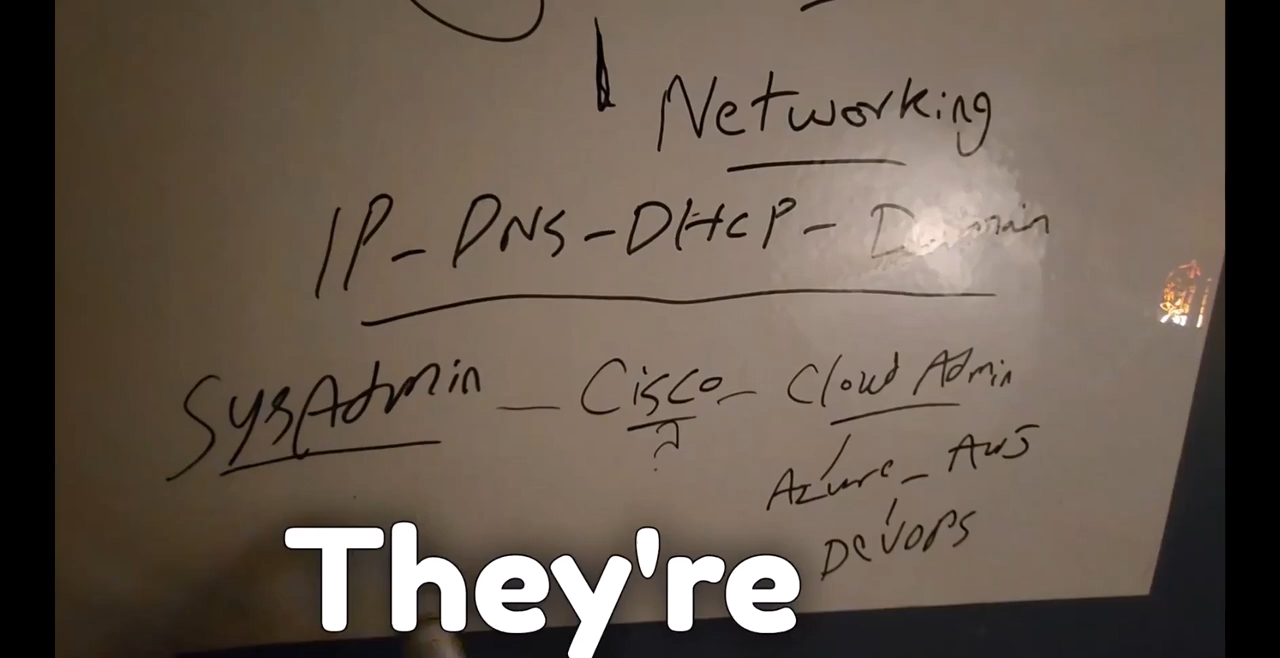 Networking
IP - DNS - DHCP - Domain
SysAdmin - Cisco - Cloud Admin
?
Azure - AWS
DevOPS
They're